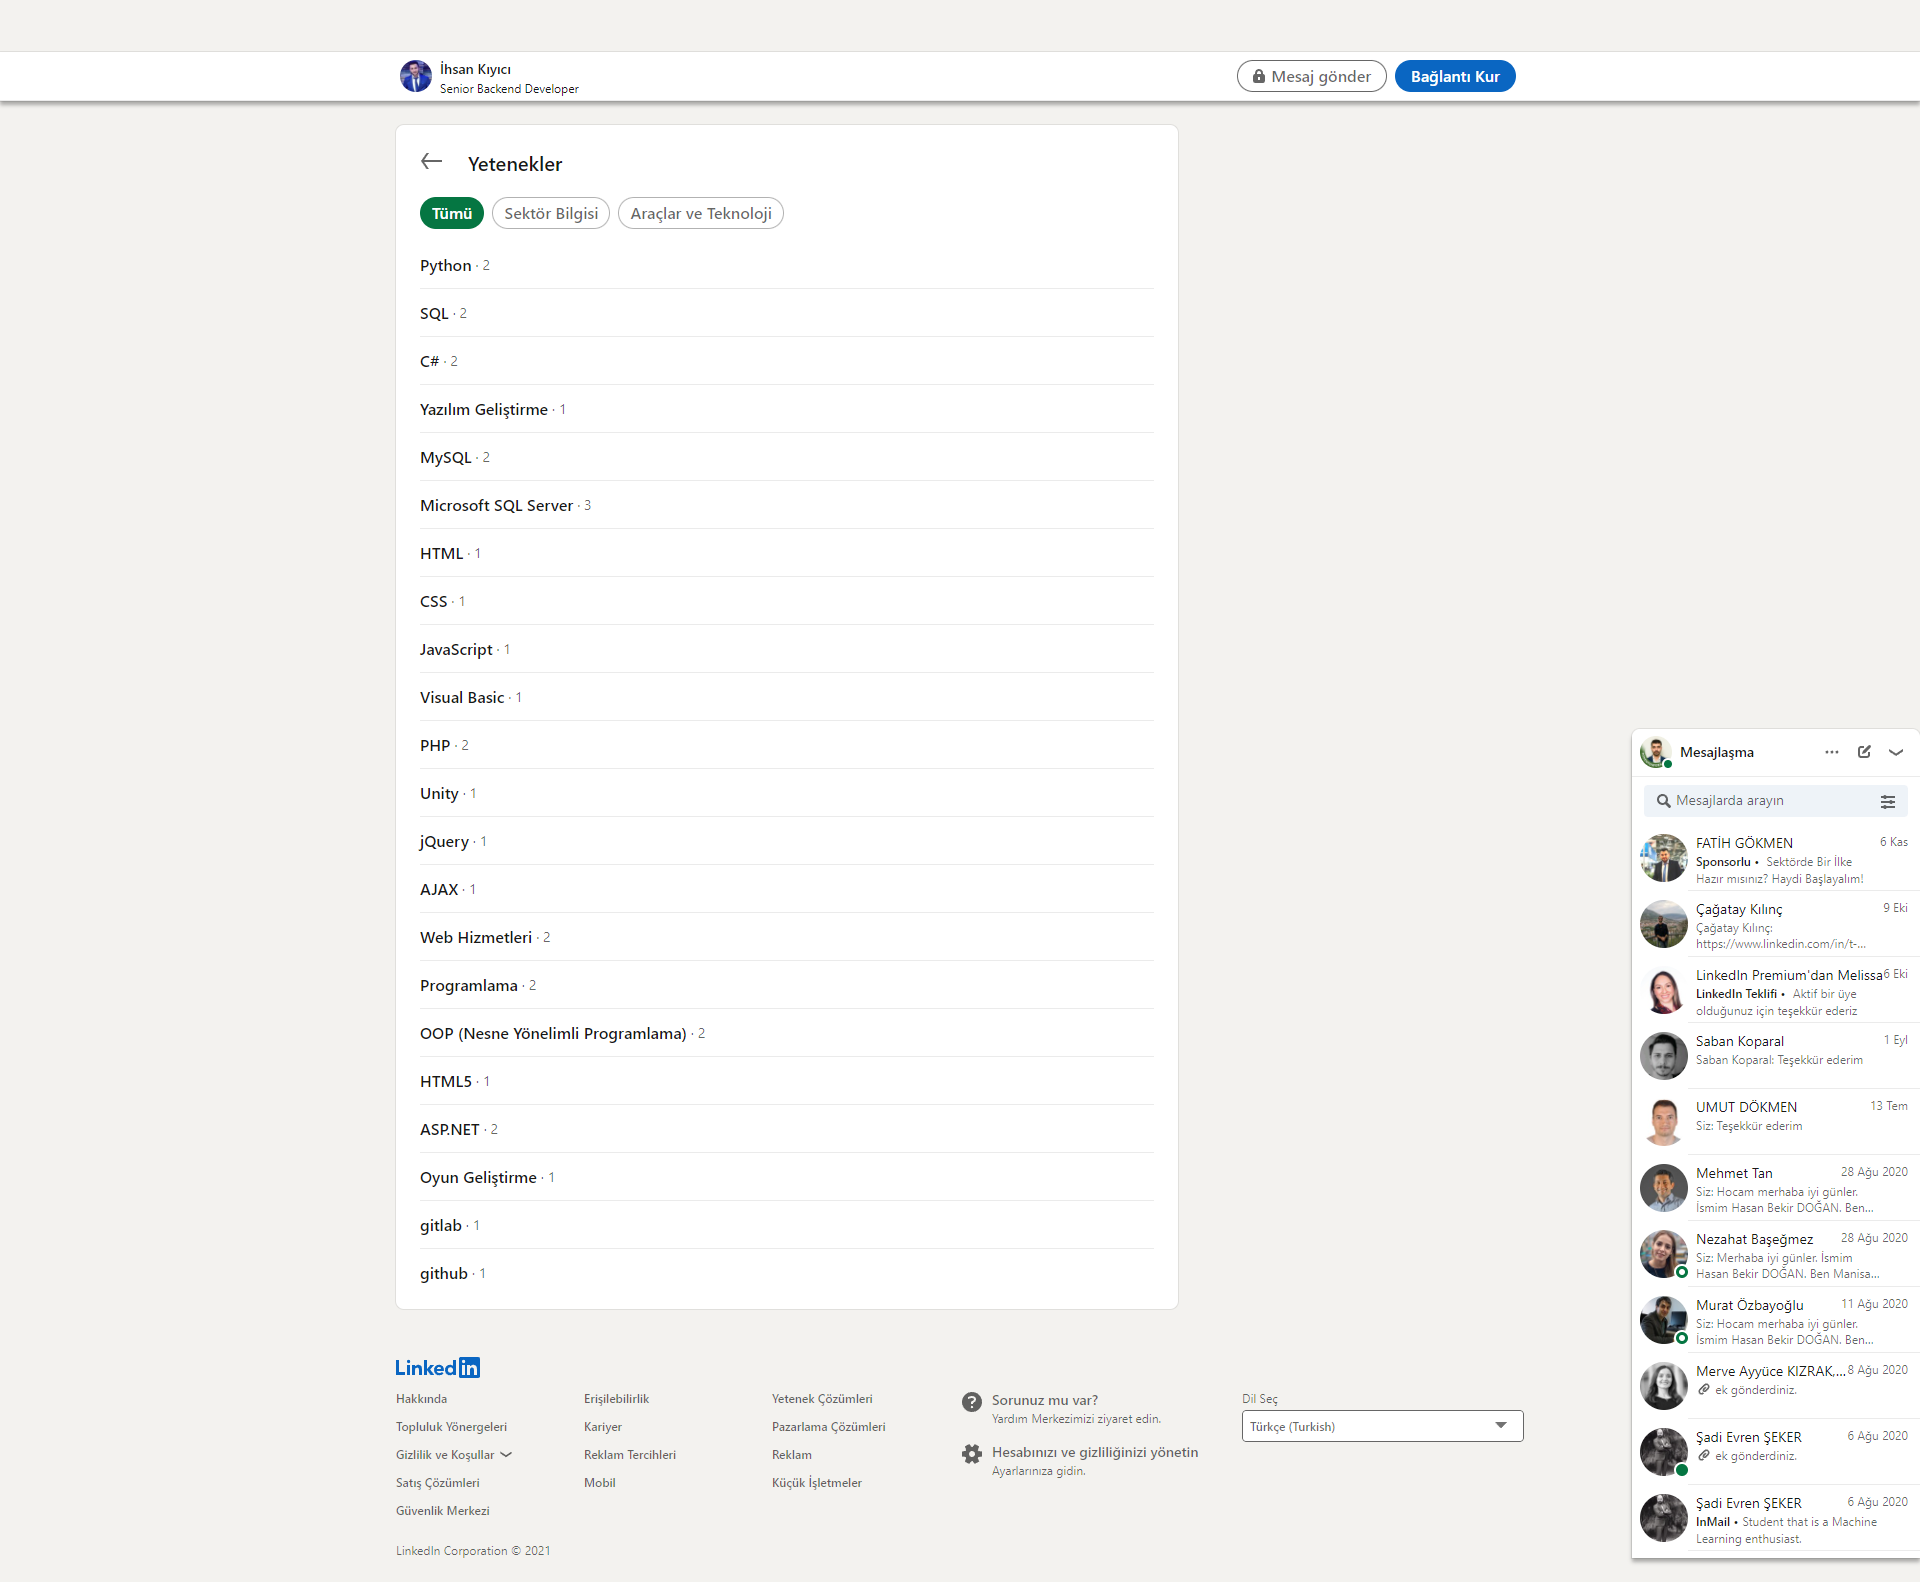 İhsan Kıyıcı
Senior Backend Developer
Mesaj gönder
Bağlantı Kur
Yetenekler
Tümü
Sektör Bilgisi
Araçlar ve Teknoloji
Python · 2
SQL · 2
C# · 2
Yazılım Geliştirme · 1
MySQL · 2
Microsoft SQL Server · 3
HTML · 1
CSS · 1
JavaScript · 1
Visual Basic · 1
PHP · 2
Unity · 1
jQuery · 1
AJAX · 1
Web Hizmetleri · 2
Programlama · 2
OOP (Nesne Yönelimli Programlama) · 2
HTML5 · 1
ASP.NET · 2
Oyun Geliştirme · 1
gitlab · 1
github · 1
LinkedIn
Hakkında
Topluluk Yönergeleri
Gizlilik ve Koşullar
Satış Çözümleri
Güvenlik Merkezi
Erişilebilirlik
Kariyer
Reklam Tercihleri
Mobil
Yetenek Çözümleri
Pazarlama Çözümleri
Reklam
Küçük İşletmeler
Sorunuz mu var?
Yardım Merkezimizi ziyaret edin.
Hesabınızı ve gizliliğinizi yönetin
Ayarlarınıza gidin.
Dil Seç
Türkçe (Turkish)
LinkedIn Corporation © 2021
Mesajlaşma
Mesajlarda arayın
FATİH GÖKMEN 6 Kas
Sponsorlu • Sektörde Bir İlke
Hazır mısınız? Haydi Başlayalım!
Çağatay Kılınç 9 Eki
Çağatay Kılınç:
https://www.linkedin.com/in/t-...
LinkedIn Premium'dan Melissa 6 Eki
LinkedIn Teklifi • Aktif bir üye
olduğunuz için teşekkür ederiz
Saban Koparal 1 Eyl
Saban Koparal: Teşekkür ederim
UMUT DÖKMEN 13 Tem
Siz: Teşekkür ederim
Mehmet Tan 28 Ağu 2020
Siz: Hocam merhaba iyi günler.
İsmim Hasan Bekir DOĞAN. Ben...
Nezahat Başeğmez 28 Ağu 2020
Siz: Merhaba iyi günler. İsmim
Hasan Bekir DOĞAN. Ben Manisa...
Murat Özbayoğlu 11 Ağu 2020
Siz: Hocam merhaba iyi günler.
İsmim Hasan Bekir DOĞAN. Ben...
Merve Ayyüce KIZRAK,... 8 Ağu 2020
ek gönderdiniz.
Şadi Evren ŞEKER 6 Ağu 2020
ek gönderdiniz.
Şadi Evren ŞEKER 6 Ağu 2020
InMail • Student that is a Machine
Learning enthusiast.